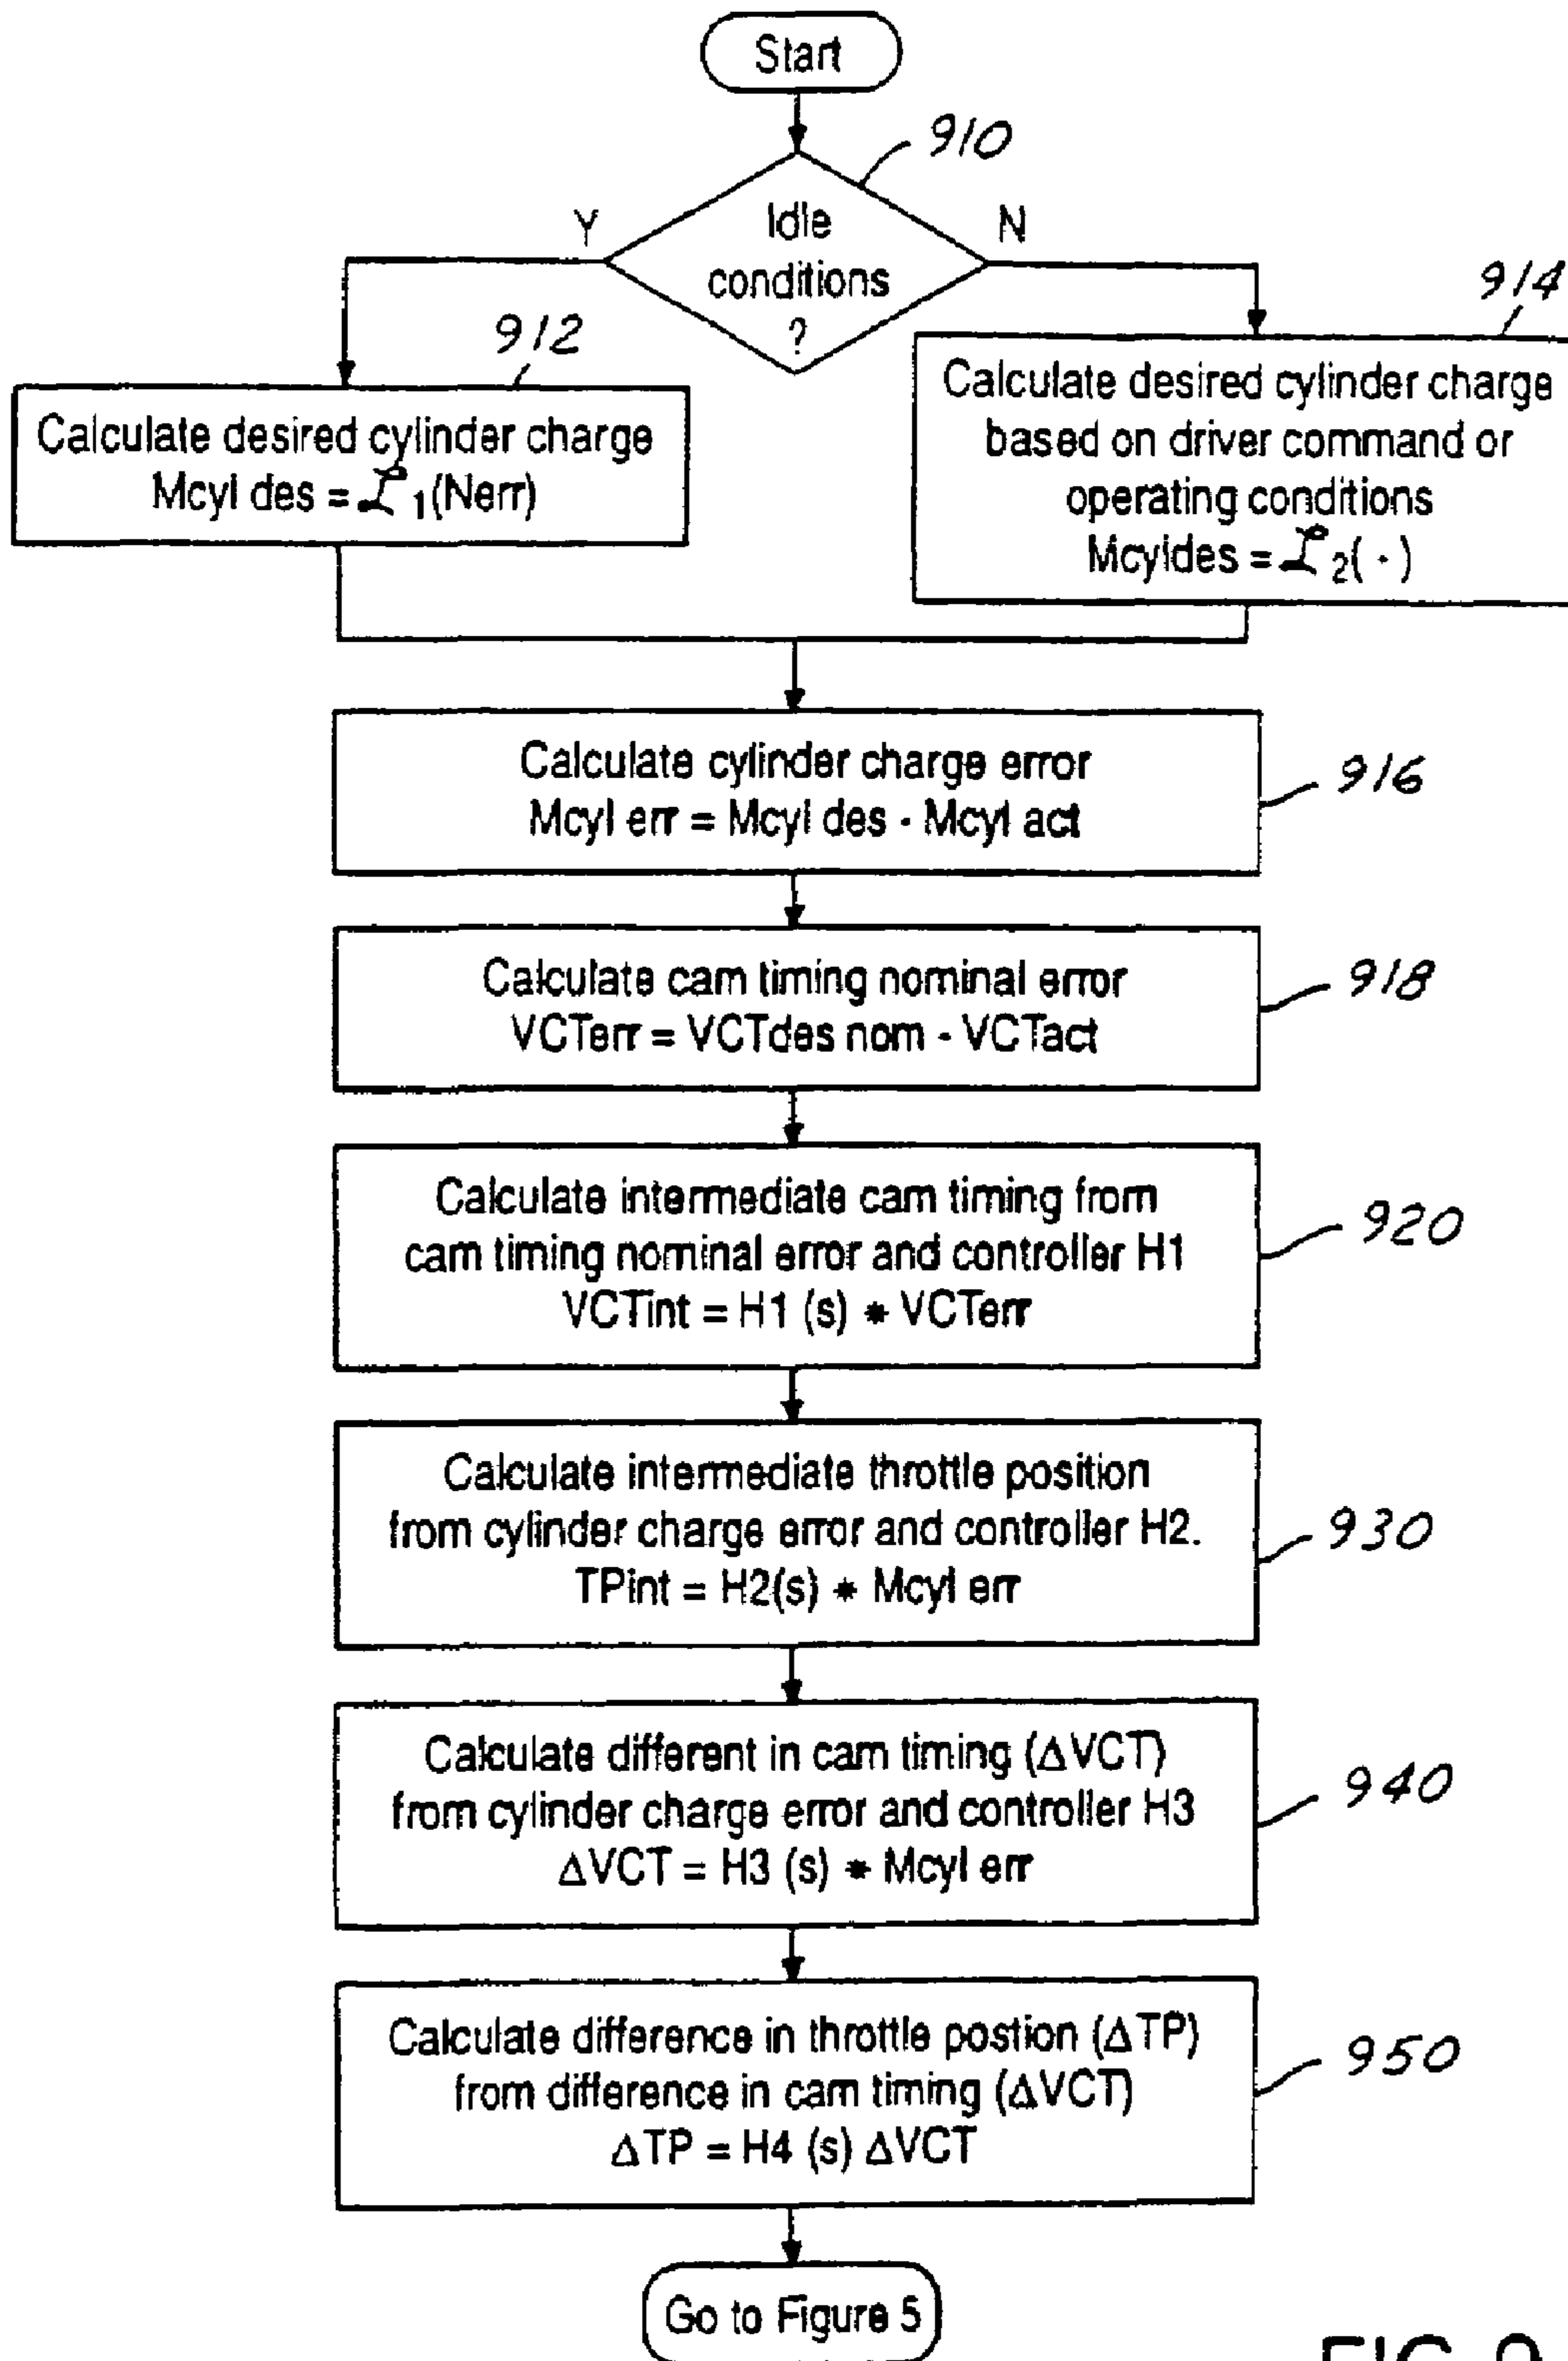 Start
910
Idle
conditions
?
Y
N
912
914
Calculate desired cylinder charge
Mcyl des = ℒ 1(Nerr)
Calculate desired cylinder charge
based on driver command or
operating conditions
Mcyldes = ℒ 2( · )
Calculate cylinder charge error
Mcyl err = Mcyl des - Mcyl act
916
Calculate cam timing nominal error
VCTerr = VCTdes nom - VCTact
918
Calculate intermediate cam timing from
cam timing nominal error and controller H1
VCTint = H1 (s) * VCTerr
920
Calculate intermediate throttle position
from cylinder charge error and controller H2.
TPint = H2(s) * Mcyl err
930
Calculate different in cam timing (ΔVCT)
from cylinder charge error and controller H3
ΔVCT = H3 (s) * Mcyl err
940
Calculate difference in throttle postion (ΔTP)
from difference in cam timing (ΔVCT)
ΔTP = H4 (s) ΔVCT
950
Go to Figure 5